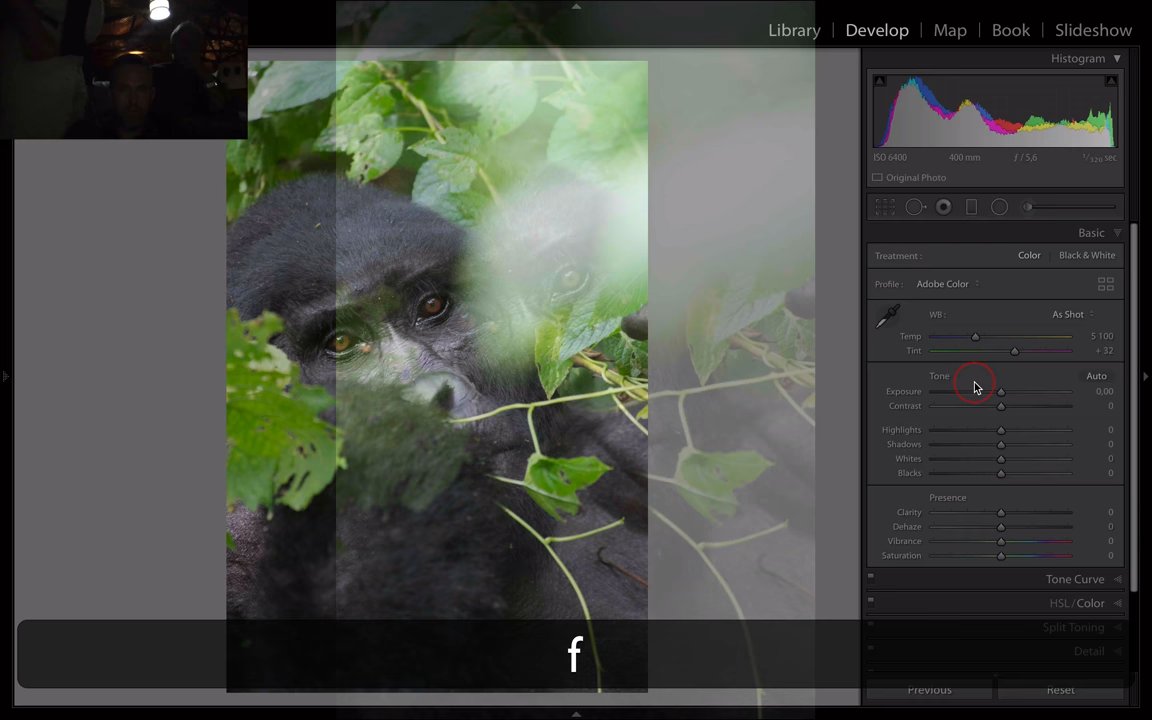 Library | Develop | Map | Book | Slideshow
Histogram
ISO 6400 400 mm ƒ / 5,6 1/320 sec
Original Photo
Basic
Treatment : Color Black & White
Profile : Adobe Color
WB : As Shot
Temp 5 100
Tint + 32
Tone Auto
Exposure 0,00
Contrast 0
Highlights 0
Shadows 0
Whites 0
Blacks 0
Presence
Clarity 0
Dehaze 0
Vibrance 0
Saturation 0
Tone Curve
HSL / Color
Split Toning
Detail
f
Previous Reset